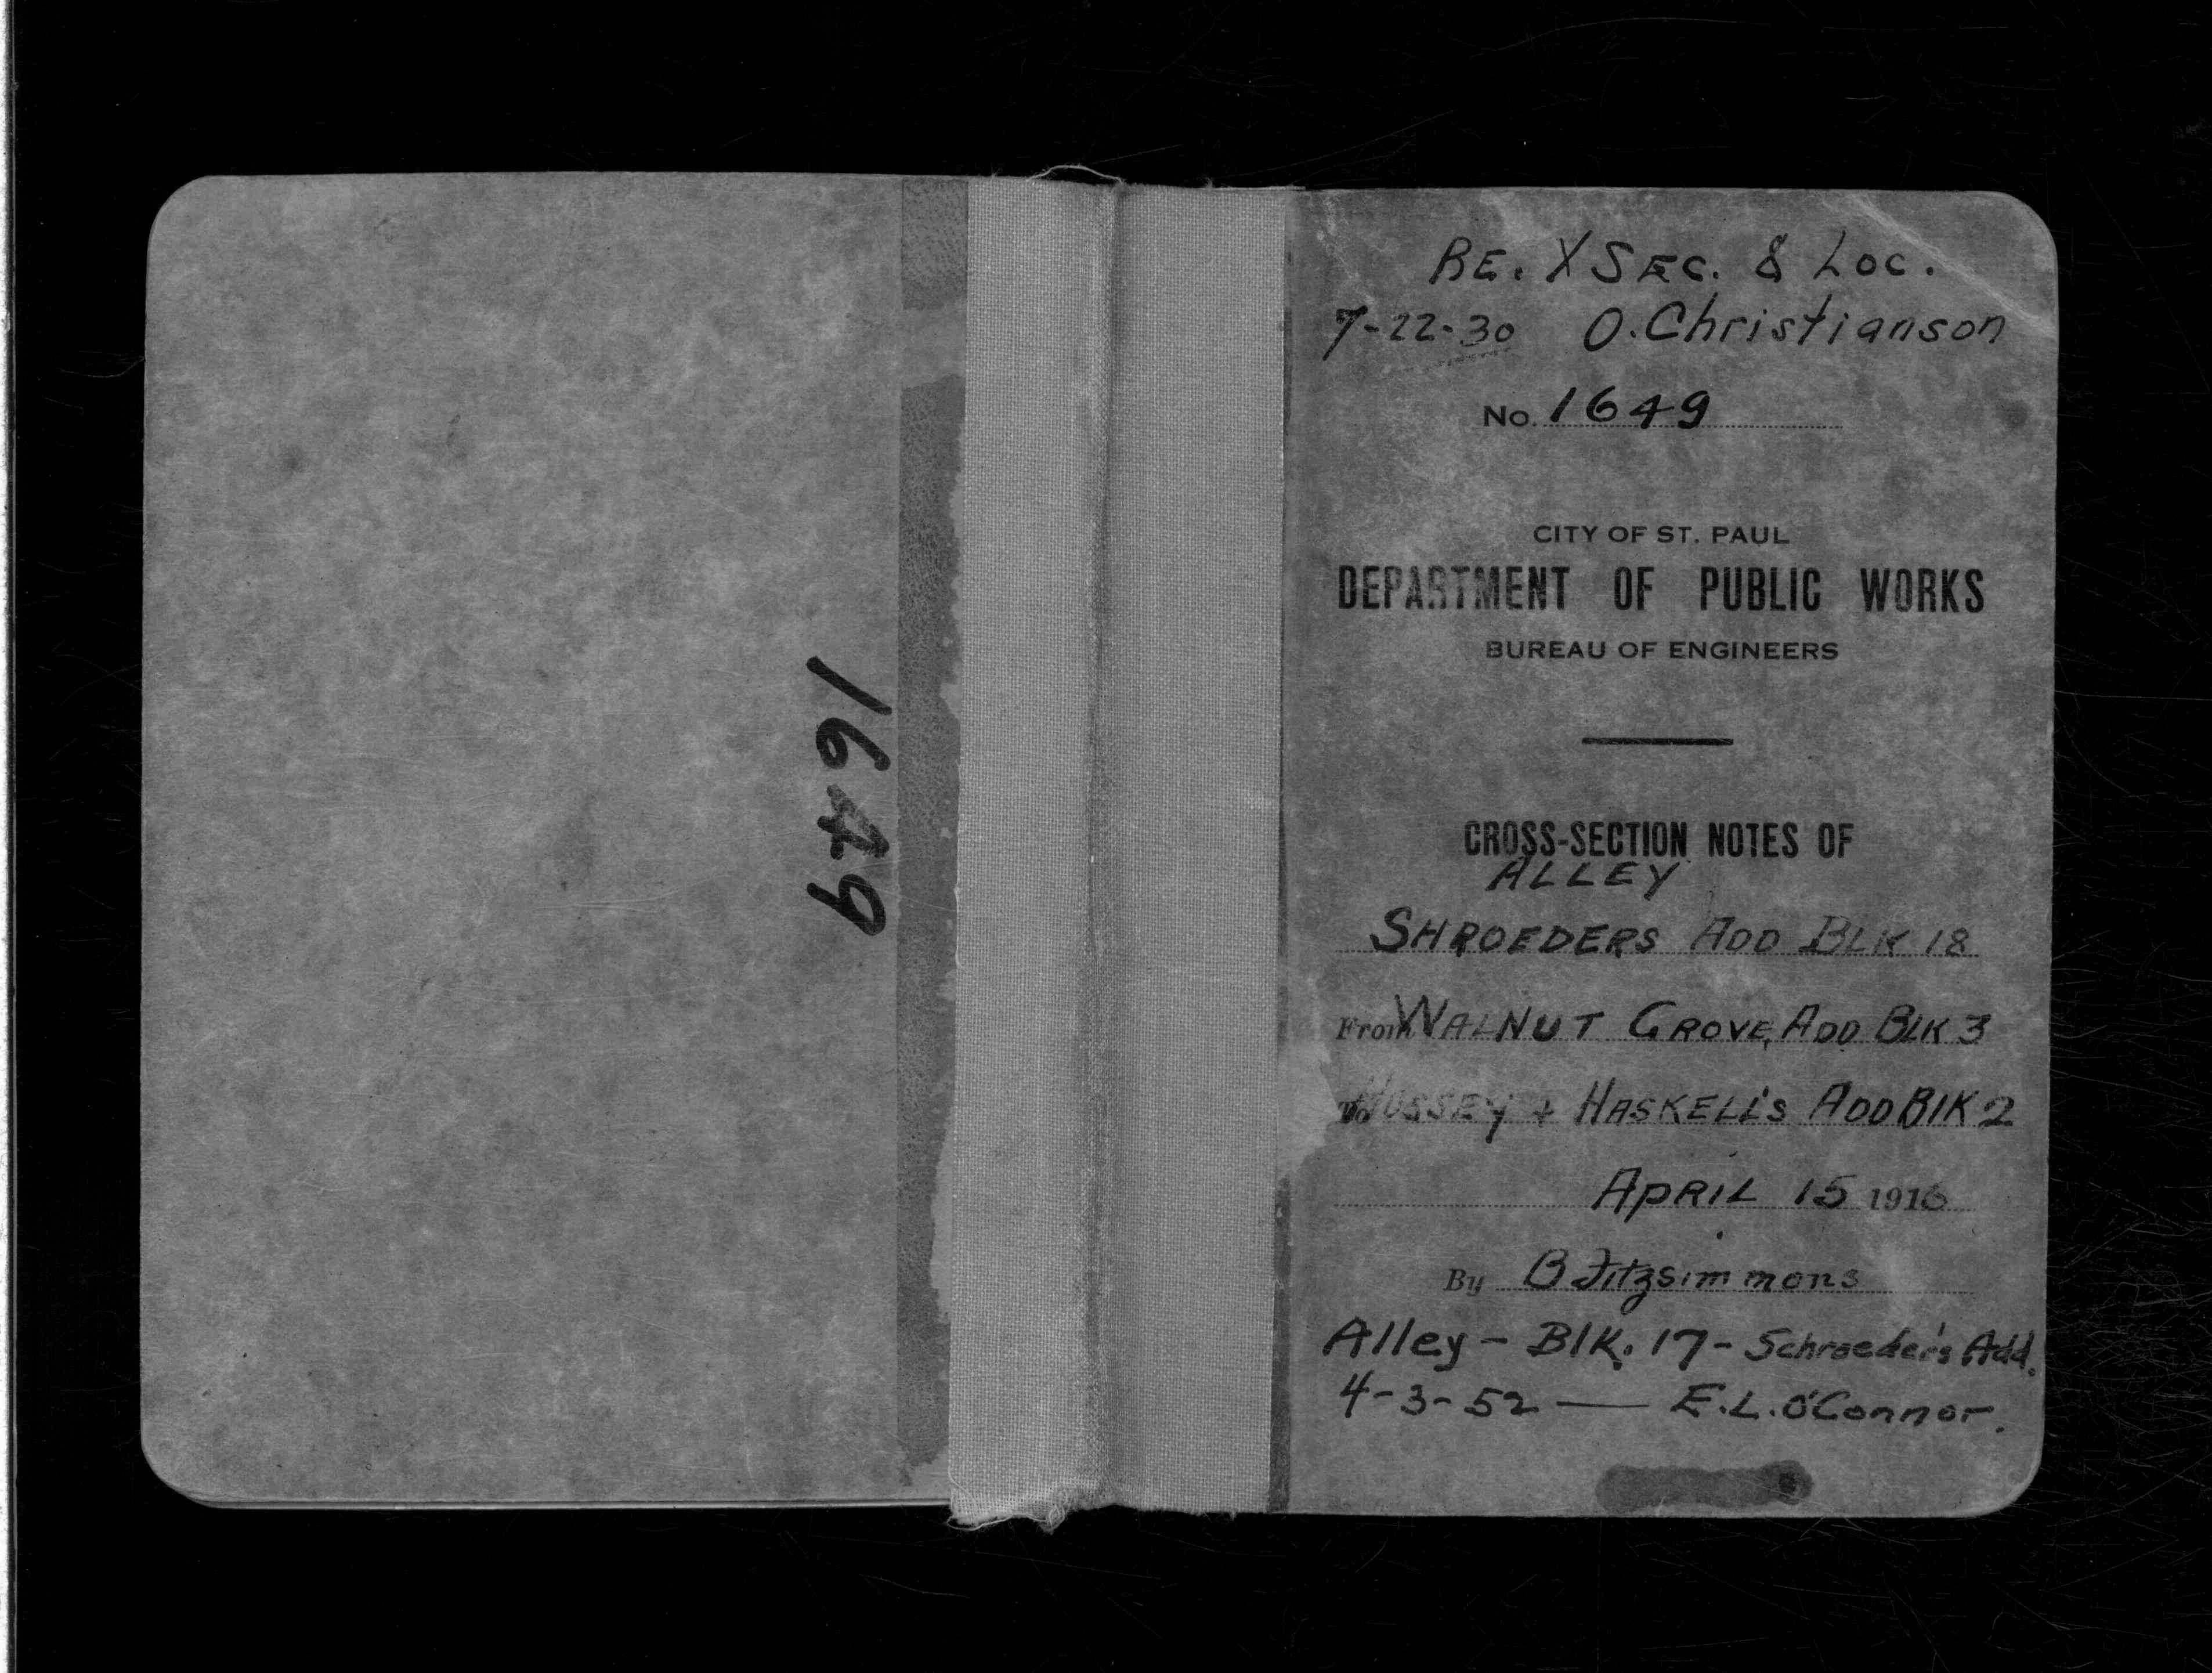 1649
RE. X SEC. & LOC.
7-22-30 O. Christianson
No. 1649
CITY OF ST. PAUL
DEPARTMENT OF PUBLIC WORKS
BUREAU OF ENGINEERS
CROSS-SECTION NOTES OF
ALLEY
SHROEDERS ADD BLK 18
From WALNUT GROVE, ADD BLK 3
To HUSSEY + HASKELL'S ADD BLK 2
APRIL 15 1916
By B Fitzsimmons
Alley - Blk. 17 - Schroeder's Add.
4-3-52 — E.L. O'Connor.